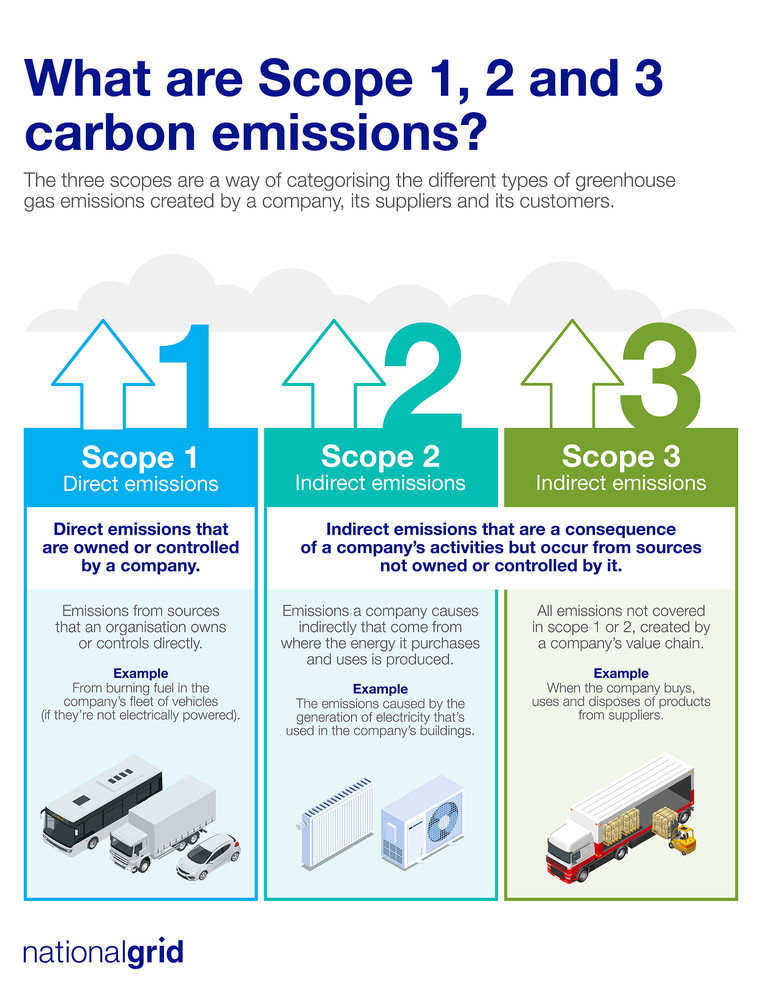 What are Scope 1, 2 and 3
carbon emissions?
The three scopes are a way of categorising the different types of greenhouse
gas emissions created by a company, its suppliers and its customers.
1
Scope 1
Direct emissions
Direct emissions that
are owned or controlled
by a company.
Emissions from sources
that an organisation owns
or controls directly.
Example
From burning fuel in the
company's fleet of vehicles
(if they're not electrically powered).
2
Scope 2
Indirect emissions
3
Scope 3
Indirect emissions
Indirect emissions that are a consequence
of a company's activities but occur from sources
not owned or controlled by it.
Emissions a company causes
indirectly that come from
where the energy it purchases
and uses is produced.
Example
The emissions caused by the
generation of electricity that's
used in the company's buildings.
All emissions not covered
in scope 1 or 2, created by
a company's value chain.
Example
When the company buys,
uses and disposes of products
from suppliers.
nationalgrid